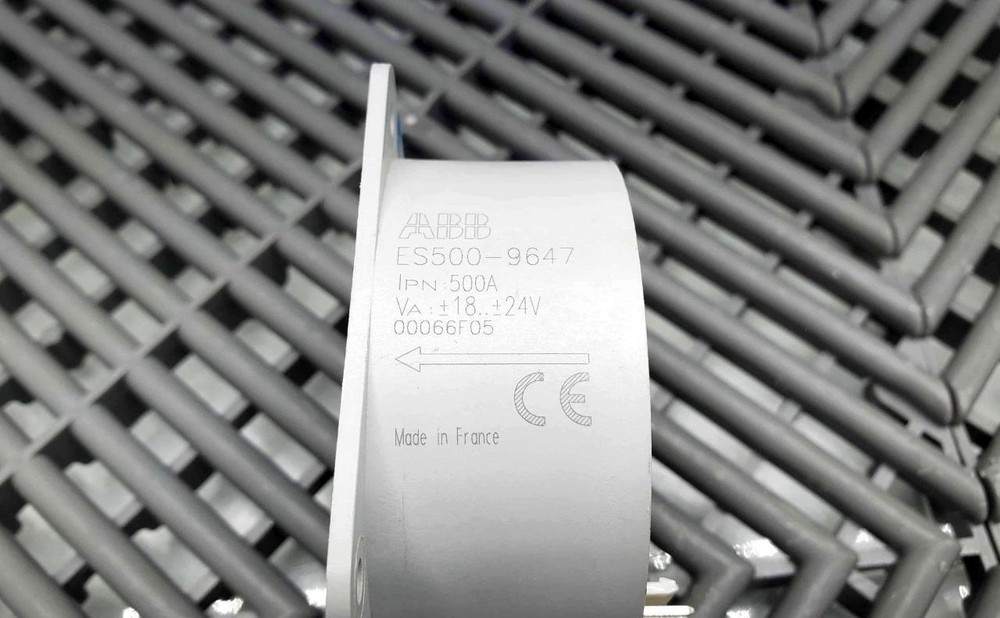 ABB
ES500-9647
IPN: 500A
VA: ±18..±24V
00066F05
CE
Made in France